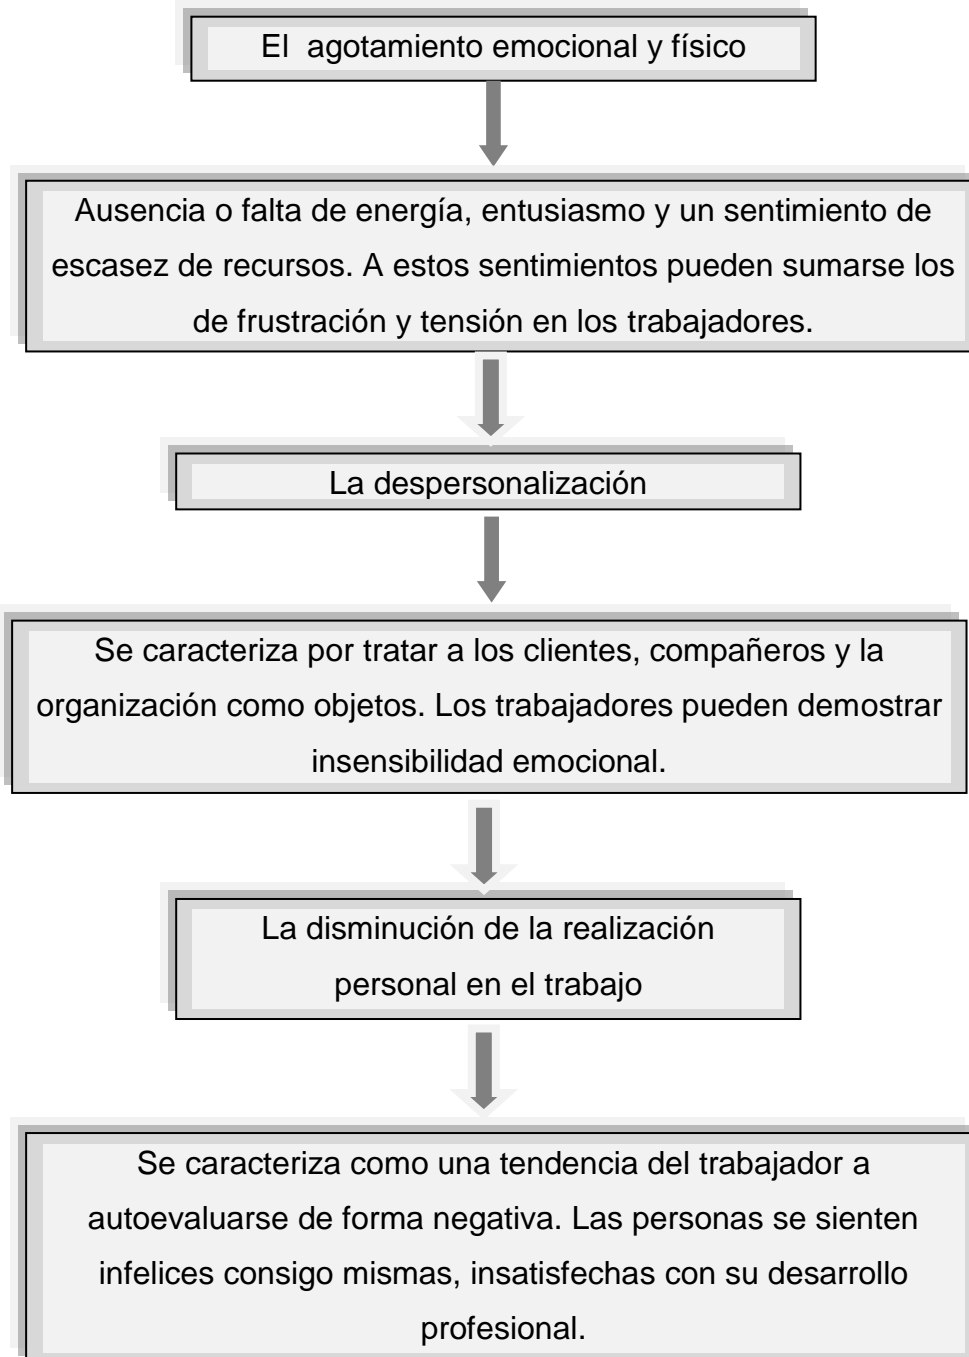 El  agotamiento emocional y físico
Ausencia o falta de energía, entusiasmo y un sentimiento de
escasez de recursos. A estos sentimientos pueden sumarse los
de frustración y tensión en los trabajadores.
La despersonalización
Se caracteriza por tratar a los clientes, compañeros y la
organización como objetos. Los trabajadores pueden demostrar
insensibilidad emocional.
La disminución de la realización
personal en el trabajo
Se caracteriza como una tendencia del trabajador a
autoevaluarse de forma negativa. Las personas se sienten
infelices consigo mismas, insatisfechas con su desarrollo
profesional.